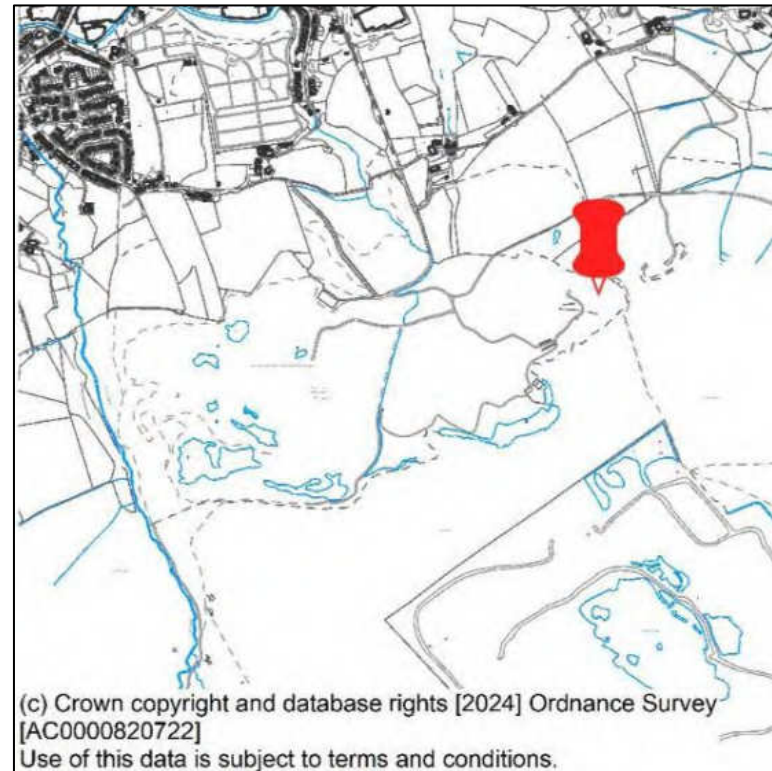 (c) Crown copyright and database rights [2024] Ordnance Survey
[AC0000820722]
Use of this data is subject to terms and conditions.